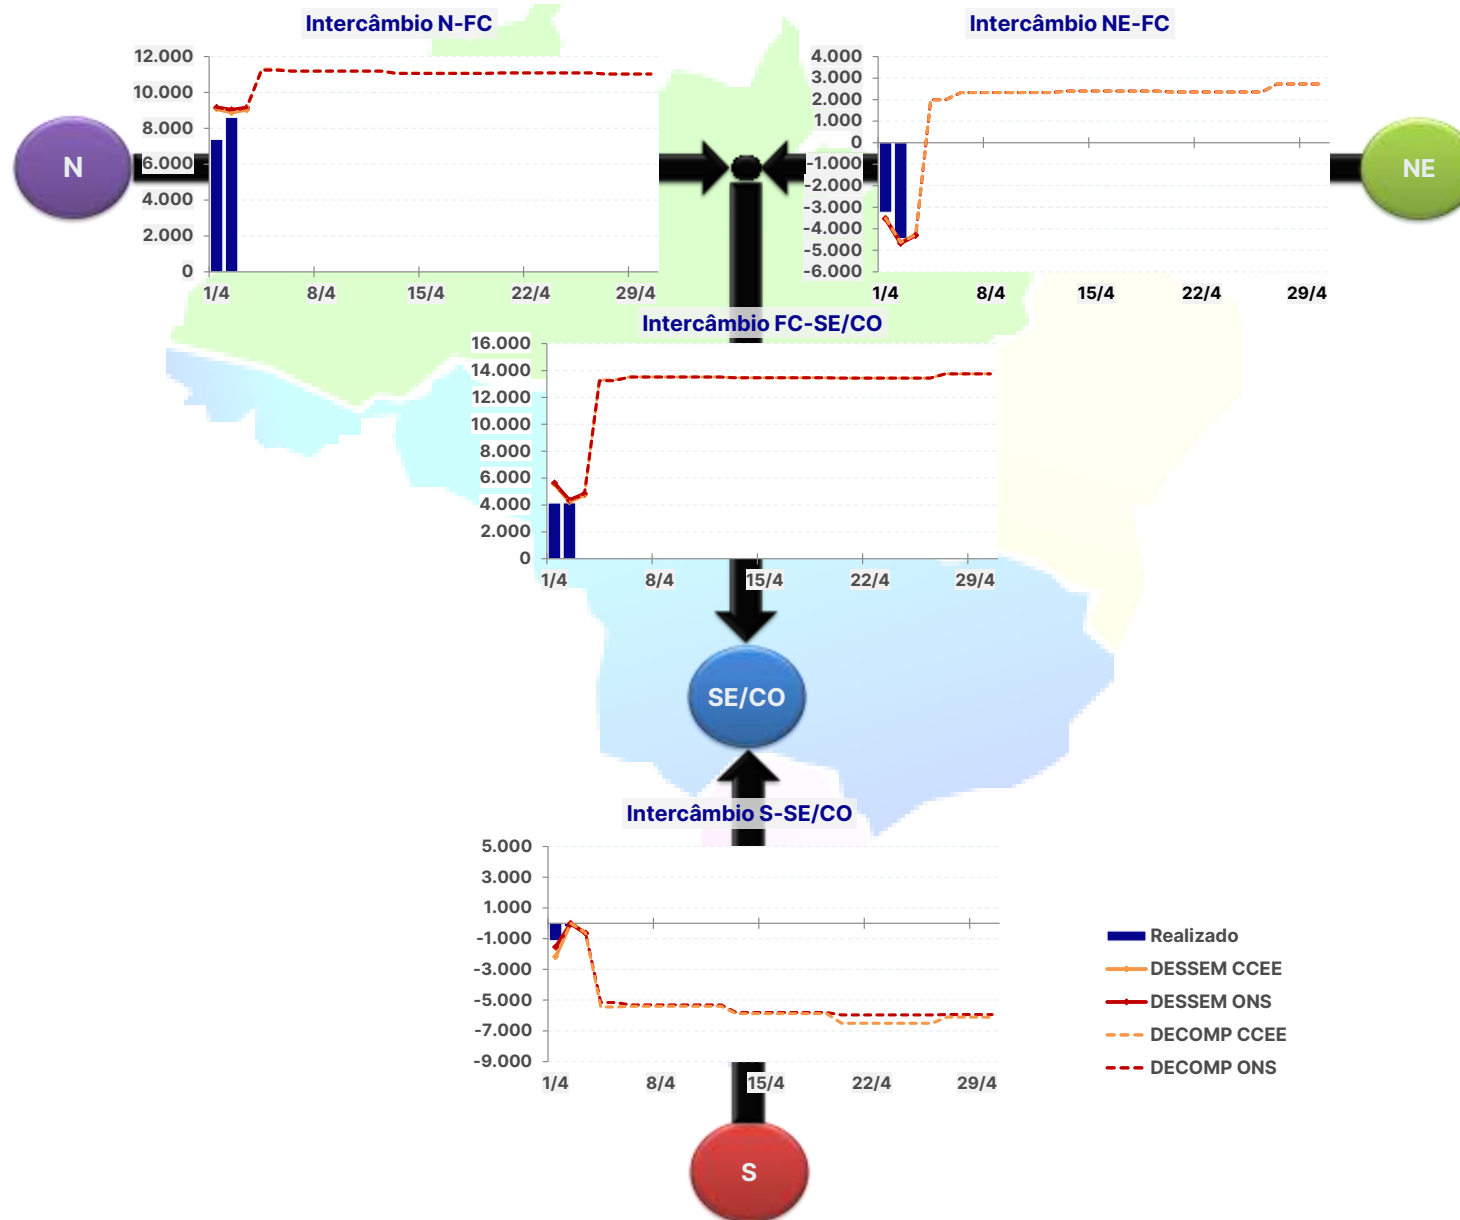 Intercâmbio N-FC
12.000
10.000
8.000
6.000
4.000
2.000
0
1/4 8/4 15/4 22/4 29/4
Intercâmbio NE-FC
4.000
3.000
2.000
1.000
0
-1.000
-2.000
-3.000
-4.000
-5.000
-6.000
1/4 8/4 15/4 22/4 29/4
N
NE
Intercâmbio FC-SE/CO
16.000
14.000
12.000
10.000
8.000
6.000
4.000
2.000
0
1/4 8/4 15/4 22/4 29/4
SE/CO
Intercâmbio S-SE/CO
5.000
3.000
1.000
-1.000
-3.000
-5.000
-7.000
-9.000
1/4 8/4 15/4 22/4 29/4
Realizado
DESSEM CCEE
DESSEM ONS
DECOMP CCEE
DECOMP ONS
S